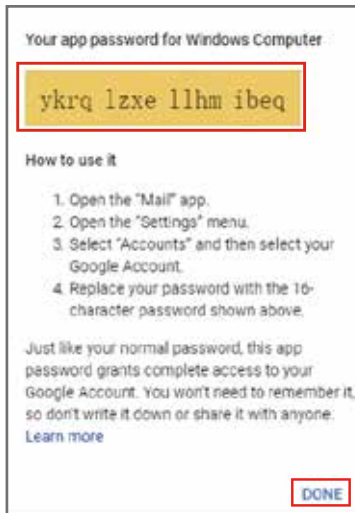 Your app password for Windows Computer
ykrq lzxe llhm ibeq
How to use it
1. Open the "Mail" app.
2. Open the "Settings" menu.
3. Select "Accounts" and then select your
Google Account.
4. Replace your password with the 16-
character password shown above.
Just like your normal password, this app
password grants complete access to your
Google Account. You won't need to remember it,
so don't write it down or share it with anyone.
Learn more
DONE